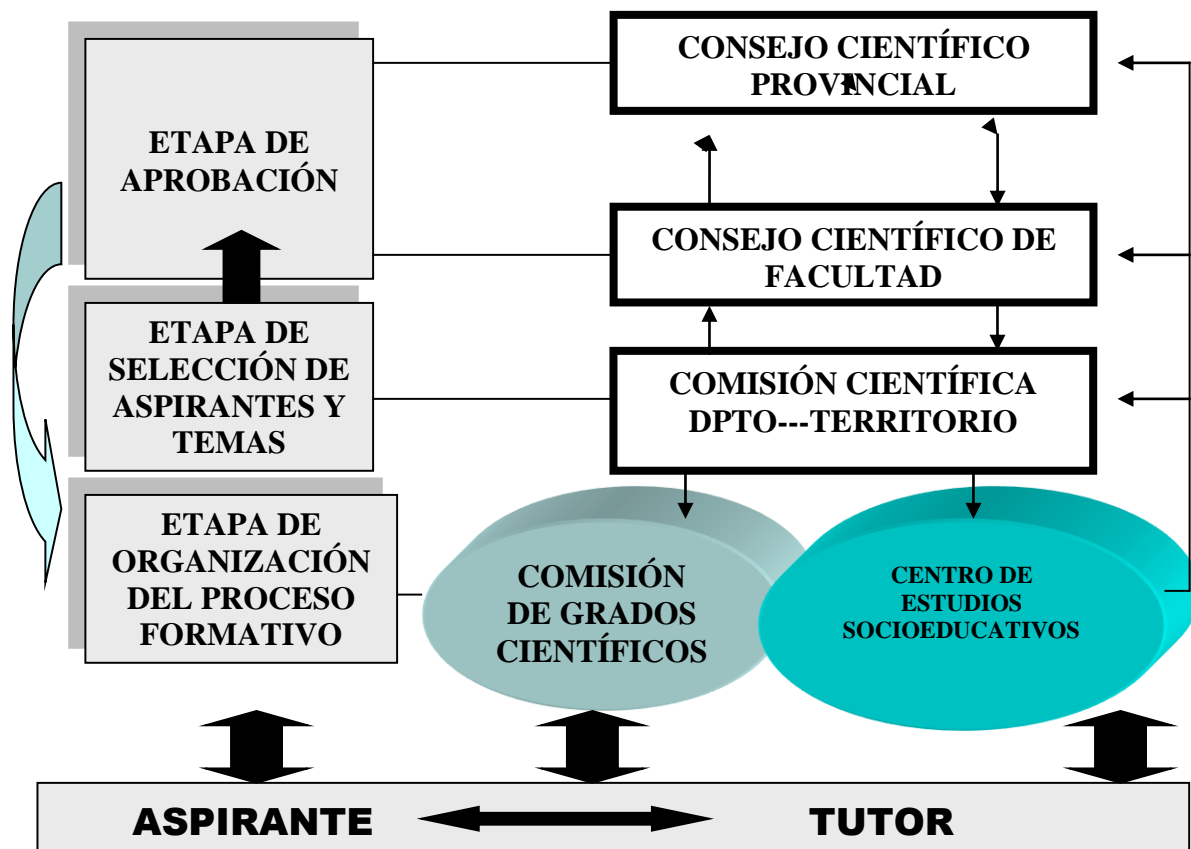 CONSEJO CIENTÍFICO
PROVINCIAL
ETAPA DE
APROBACIÓN
CONSEJO CIENTÍFICO DE
FACULTAD
ETAPA DE
SELECCIÓN DE
ASPIRANTES Y
TEMAS
COMISIÓN CIENTÍFICA
DPTO---TERRITORIO
ETAPA DE
ORGANIZACIÓN
DEL PROCESO
FORMATIVO
COMISIÓN
DE GRADOS
CIENTÍFICOS
CENTRO DE
ESTUDIOS
SOCIOEDUCATIVOS
ASPIRANTE
TUTOR